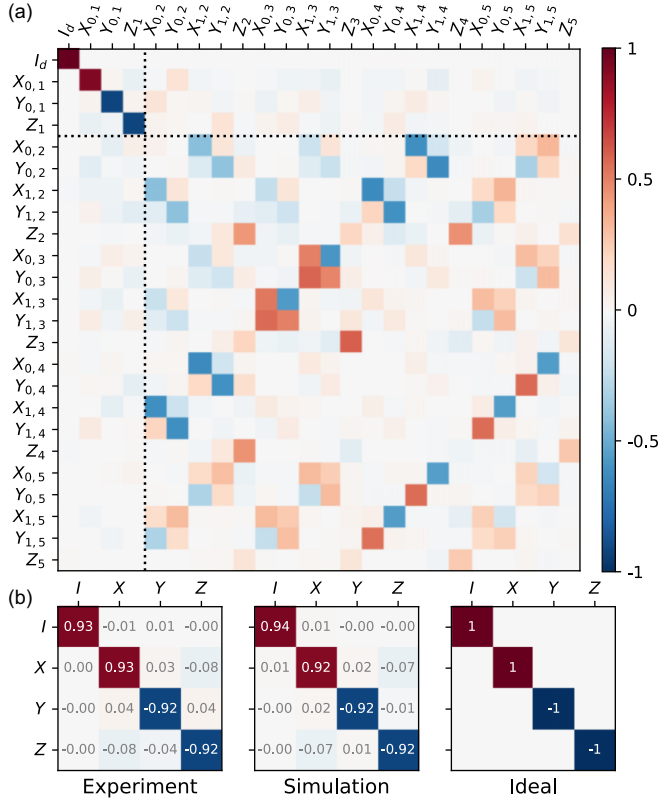 (a)
I_d X_{0,1} Y_{0,1} Z_1 X_{0,2} Y_{0,2} X_{1,2} Y_{1,2} Z_2 X_{0,3} Y_{0,3} X_{1,3} Y_{1,3} Z_3 X_{0,4} Y_{0,4} X_{1,4} Y_{1,4} Z_4 X_{0,5} Y_{0,5} X_{1,5} Y_{1,5} Z_5
I_d
X_{0,1}
Y_{0,1}
Z_1
X_{0,2}
Y_{0,2}
X_{1,2}
Y_{1,2}
Z_2
X_{0,3}
Y_{0,3}
X_{1,3}
Y_{1,3}
Z_3
X_{0,4}
Y_{0,4}
X_{1,4}
Y_{1,4}
Z_4
X_{0,5}
Y_{0,5}
X_{1,5}
Y_{1,5}
Z_5
1
0.5
0
-0.5
-1
(b)
I X Y Z
I 0.93 -0.01 0.01 -0.00
X 0.00 0.93 0.03 -0.08
Y -0.00 0.04 -0.92 0.04
Z -0.00 -0.08 -0.04 -0.92
Experiment
I X Y Z
0.94 0.01 -0.00 -0.00
0.01 0.92 0.02 -0.07
-0.00 0.02 -0.92 -0.01
-0.00 -0.07 0.01 -0.92
Simulation
I X Y Z
1
1
-1
-1
Ideal